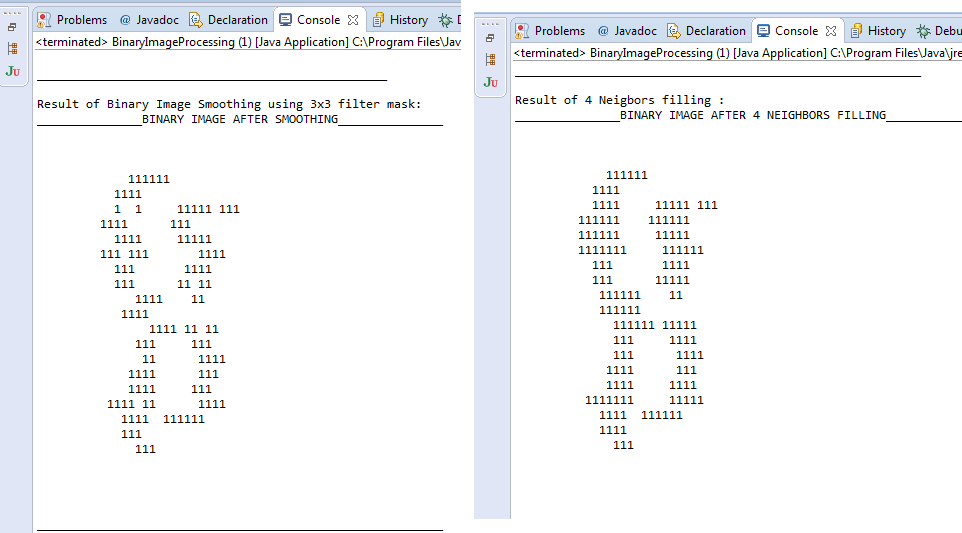 Problems @ Javadoc Declaration Console History D
<terminated> BinaryImageProcessing (1) [Java Application] C:\Program Files\Jav
JU
Result of Binary Image Smoothing using 3x3 filter mask:
_______________BINARY IMAGE AFTER SMOOTHING_______________
111111
1111
1  1     11111 111
1111      111
1111     11111
111 111       1111
111       1111
111      11 11
1111    11
1111
1111 11 11
111     111
11      1111
1111      111
1111     111
1111 11      1111
1111  111111
111
111
Problems @ Javadoc Declaration Console History Debu
<terminated> BinaryImageProcessing (1) [Java Application] C:\Program Files\Java\jre
JU
Result of 4 Neigbors filling :
_______________BINARY IMAGE AFTER 4 NEIGHBORS FILLING___________
111111
1111
1111     11111 111
111111    111111
111111     11111
1111111     111111
111       1111
111      11111
111111    11
111111
111111 11111
111     1111
111      1111
1111      111
1111     1111
1111111     11111
1111  111111
1111
111